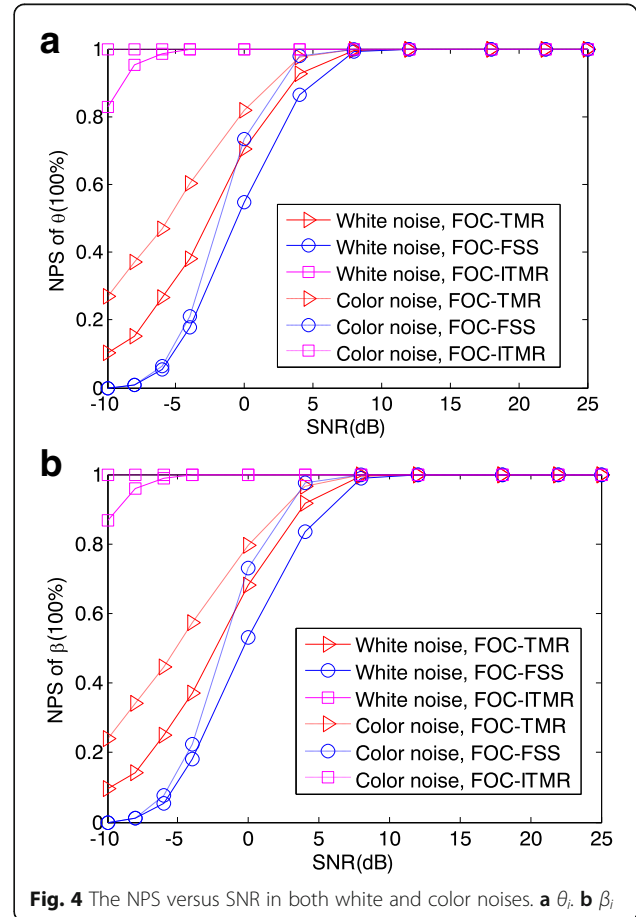 a
1
0.8
0.6
0.4
0.2
0
NPS of θ(100%)
White noise, FOC-TMR
White noise, FOC-FSS
White noise, FOC-ITMR
Color noise, FOC-TMR
Color noise, FOC-FSS
Color noise, FOC-ITMR
-10 -5 0 5 10 15 20 25
SNR(dB)
b
1
0.8
0.6
0.4
0.2
0
NPS of β(100%)
White noise, FOC-TMR
White noise, FOC-FSS
White noise, FOC-ITMR
Color noise, FOC-TMR
Color noise, FOC-FSS
Color noise, FOC-ITMR
-10 -5 0 5 10 15 20 25
SNR(dB)
Fig. 4 The NPS versus SNR in both white and color noises. a θi. b βi